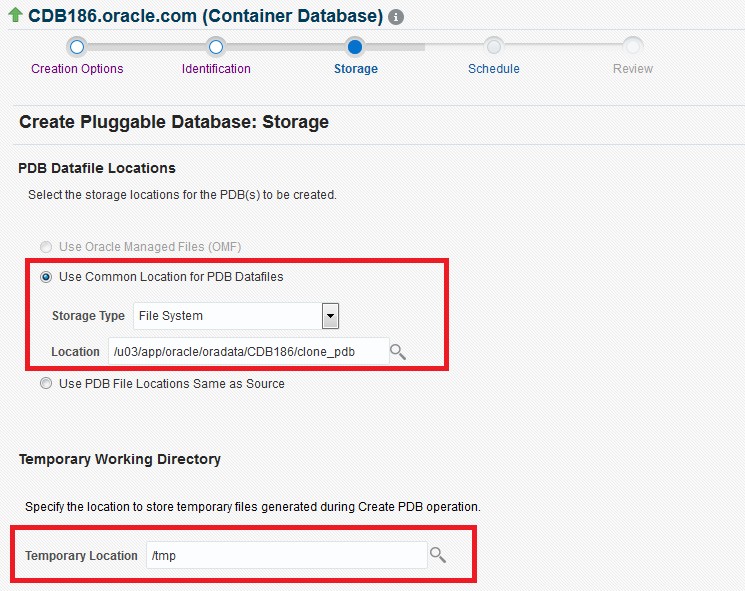 CDB186.oracle.com (Container Database)
Creation Options Identification Storage Schedule Review
Create Pluggable Database: Storage
PDB Datafile Locations
Select the storage locations for the PDB(s) to be created.
Use Oracle Managed Files (OMF)
Use Common Location for PDB Datafiles
Storage Type File System
Location /u03/app/oracle/oradata/CDB186/clone_pdb
Use PDB File Locations Same as Source
Temporary Working Directory
Specify the location to store temporary files generated during Create PDB operation.
Temporary Location /tmp